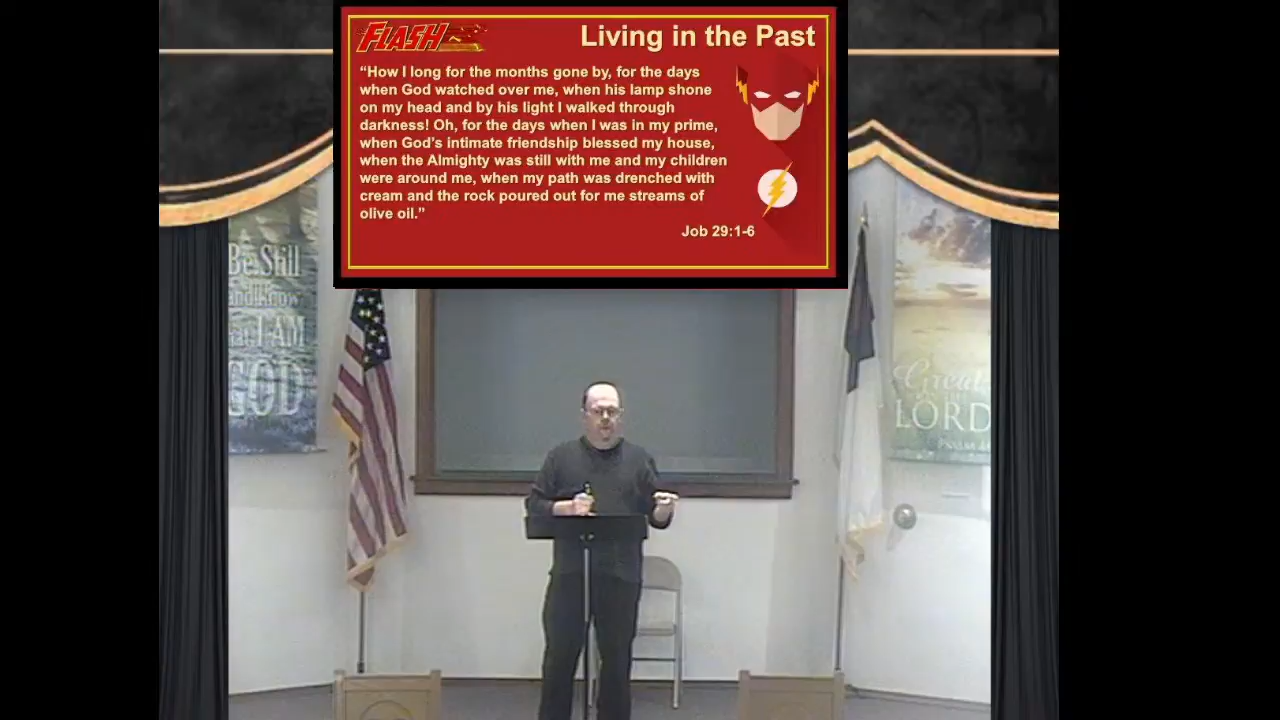 FLASH
Living in the Past
“How I long for the months gone by, for the days
when God watched over me, when his lamp shone
on my head and by his light I walked through
darkness! Oh, for the days when I was in my prime,
when God’s intimate friendship blessed my house,
when the Almighty was still with me and my children
were around me, when my path was drenched with
cream and the rock poured out for me streams of
olive oil.”
Job 29:1-6
Be Still
and Know
I AM
GOD
Great
LORD